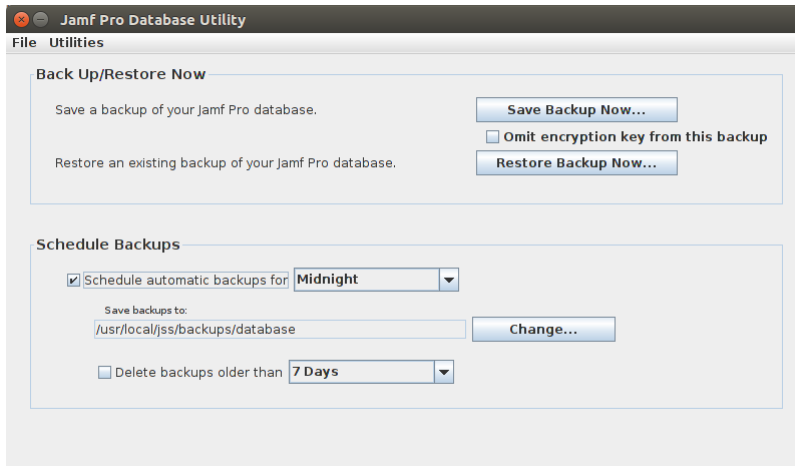 Jamf Pro Database Utility
File Utilities
Back Up/Restore Now
Save a backup of your Jamf Pro database. Save Backup Now...
Omit encryption key from this backup
Restore an existing backup of your Jamf Pro database. Restore Backup Now...
Schedule Backups
Schedule automatic backups for Midnight
Save backups to:
/usr/local/jss/backups/database Change...
Delete backups older than 7 Days